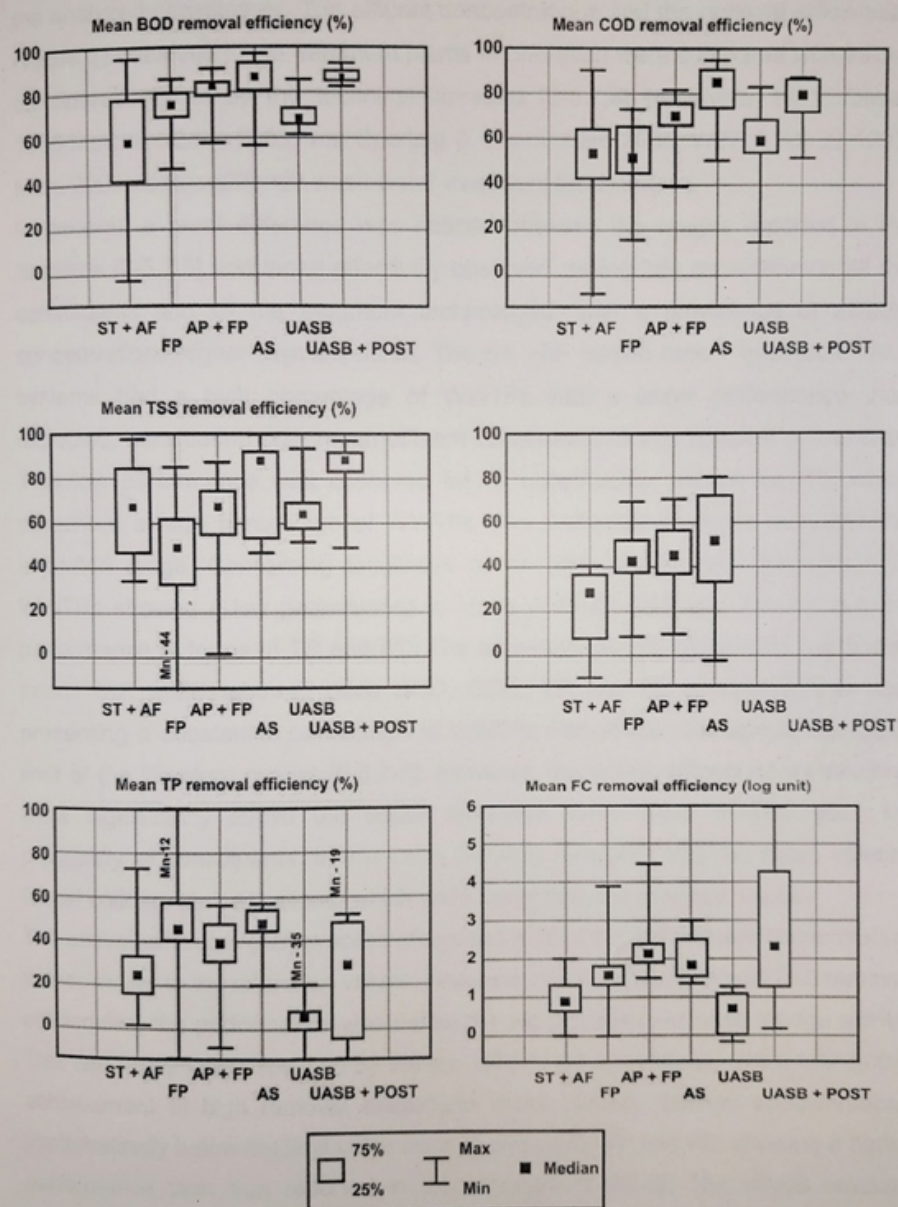 Mean BOD removal efficiency (%)
100
80
60
40
20
0
ST + AF AP + FP UASB
FP AS UASB + POST
Mean COD removal efficiency (%)
100
80
60
40
20
0
ST + AF AP + FP UASB
FP AS UASB + POST
Mean TSS removal efficiency (%)
100
80
60
40
20
0
Mn - 44
ST + AF AP + FP UASB
FP AS UASB + POST
100
80
60
40
20
0
ST + AF AP + FP UASB
FP AS UASB + POST
Mean TP removal efficiency (%)
100
80
60
40
20
0
Mn-12
Mn - 35
Mn - 19
ST + AF AP + FP UASB
FP AS UASB + POST
Mean FC removal efficiency (log unit)
6
5
4
3
2
1
0
ST + AF AP + FP UASB
FP AS UASB + POST
75% Max
Median
25% Min